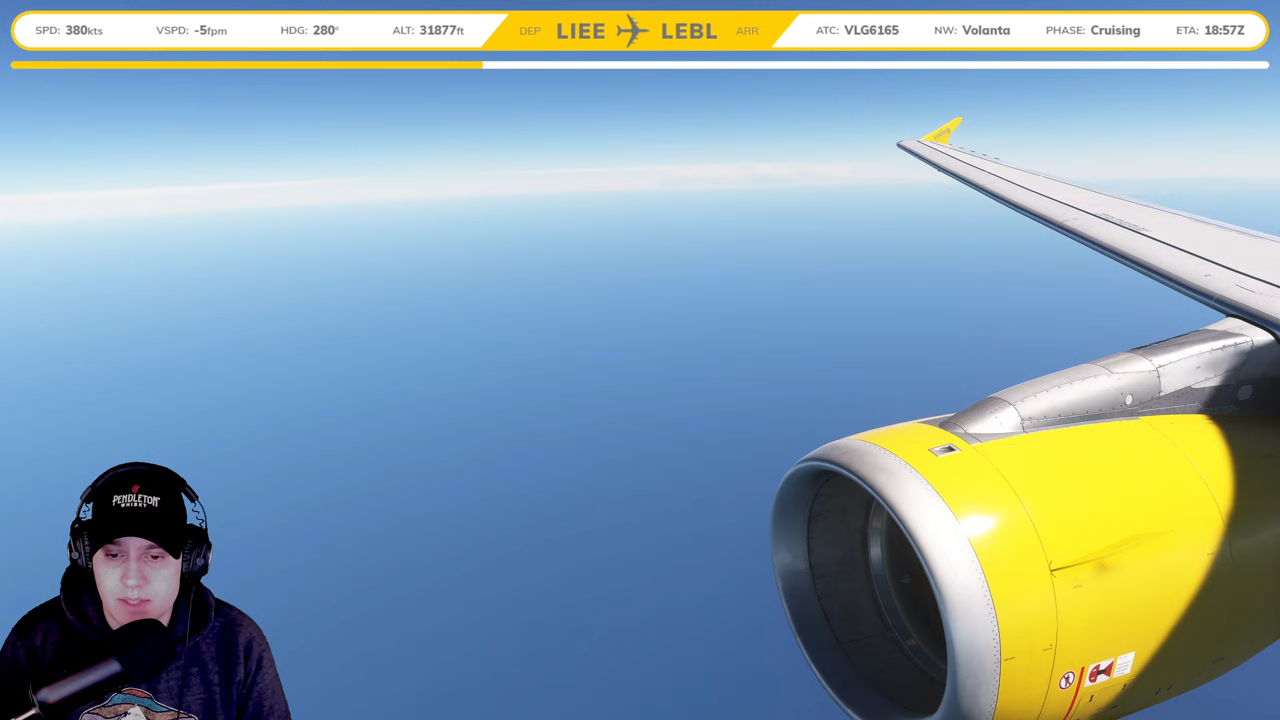 SPD: 380kts VSPD: -5fpm HDG: 280° ALT: 31877ft DEP LIEE LEBL ARR ATC: VLG6165 NW: Volanta PHASE: Cruising ETA: 18:57Z
vueling
PENDLETON
WHISKY